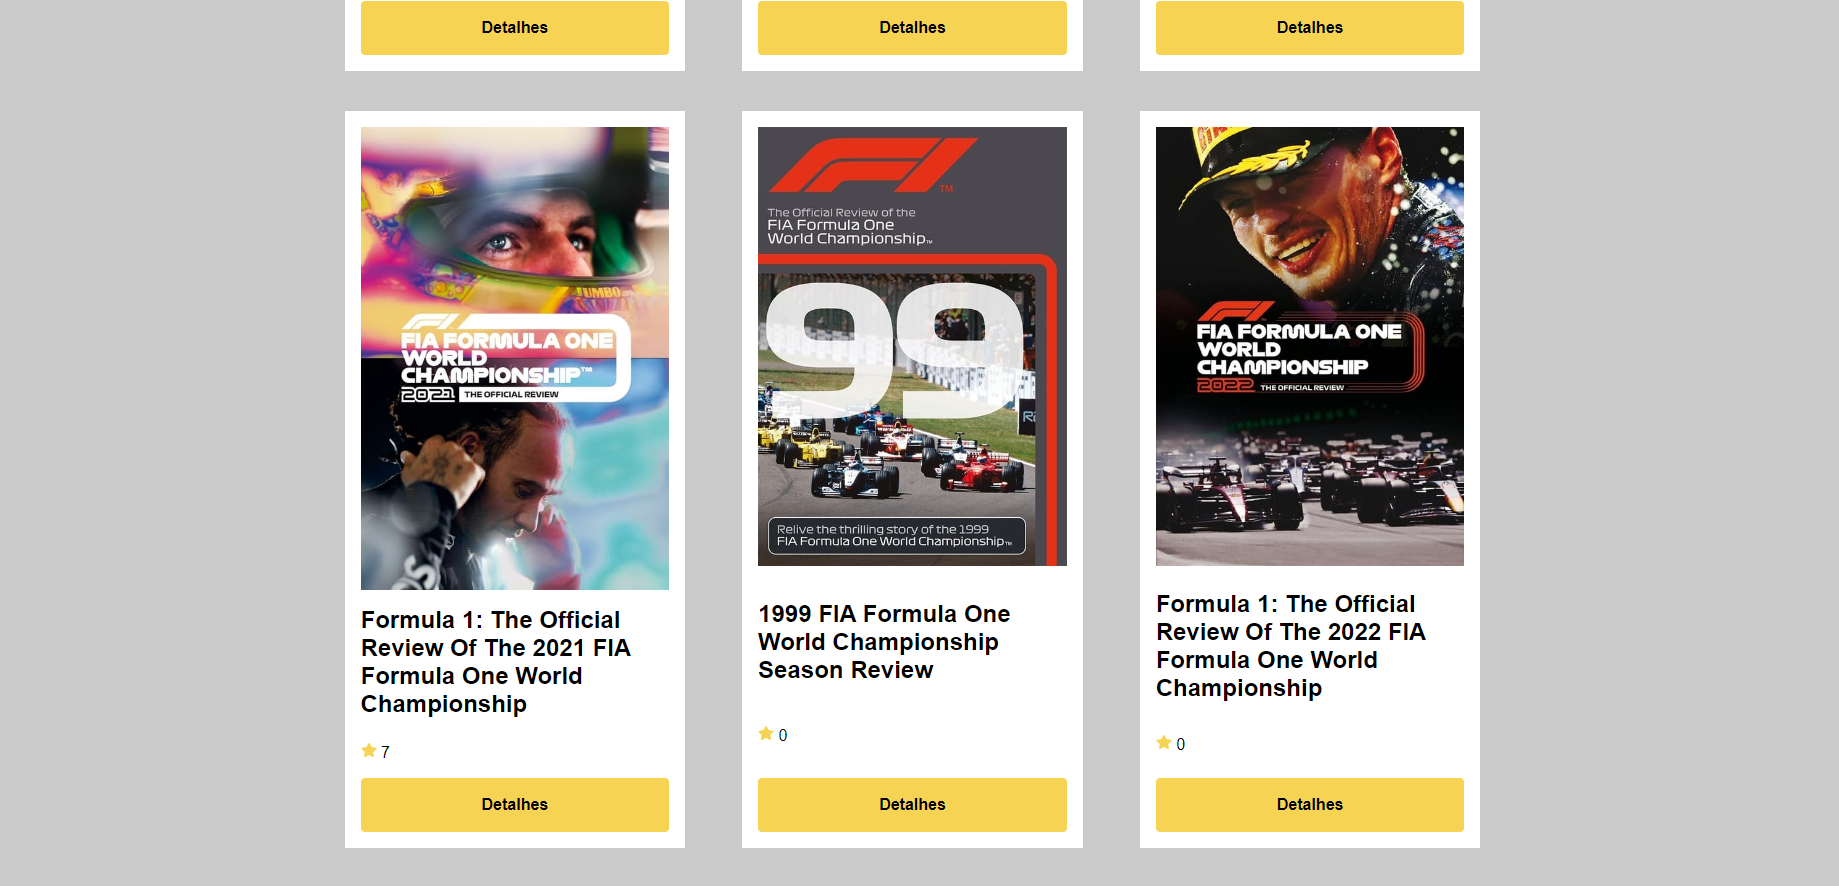 Detalhes
Detalhes
Detalhes
JUMBO
F1
FIA FORMULA ONE
WORLD
CHAMPIONSHIP™
2021 THE OFFICIAL REVIEW
Formula 1: The Official
Review Of The 2021 FIA
Formula One World
Championship
7
Detalhes
F1
TM
The Official Review of the
FIA Formula One
World Championship™
99
Relive the thrilling story of the 1999
FIA Formula One World Championship™
1999 FIA Formula One
World Championship
Season Review
0
Detalhes
F1
FIA FORMULA ONE
WORLD
CHAMPIONSHIP
2022 THE OFFICIAL REVIEW
Formula 1: The Official
Review Of The 2022 FIA
Formula One World
Championship
0
Detalhes